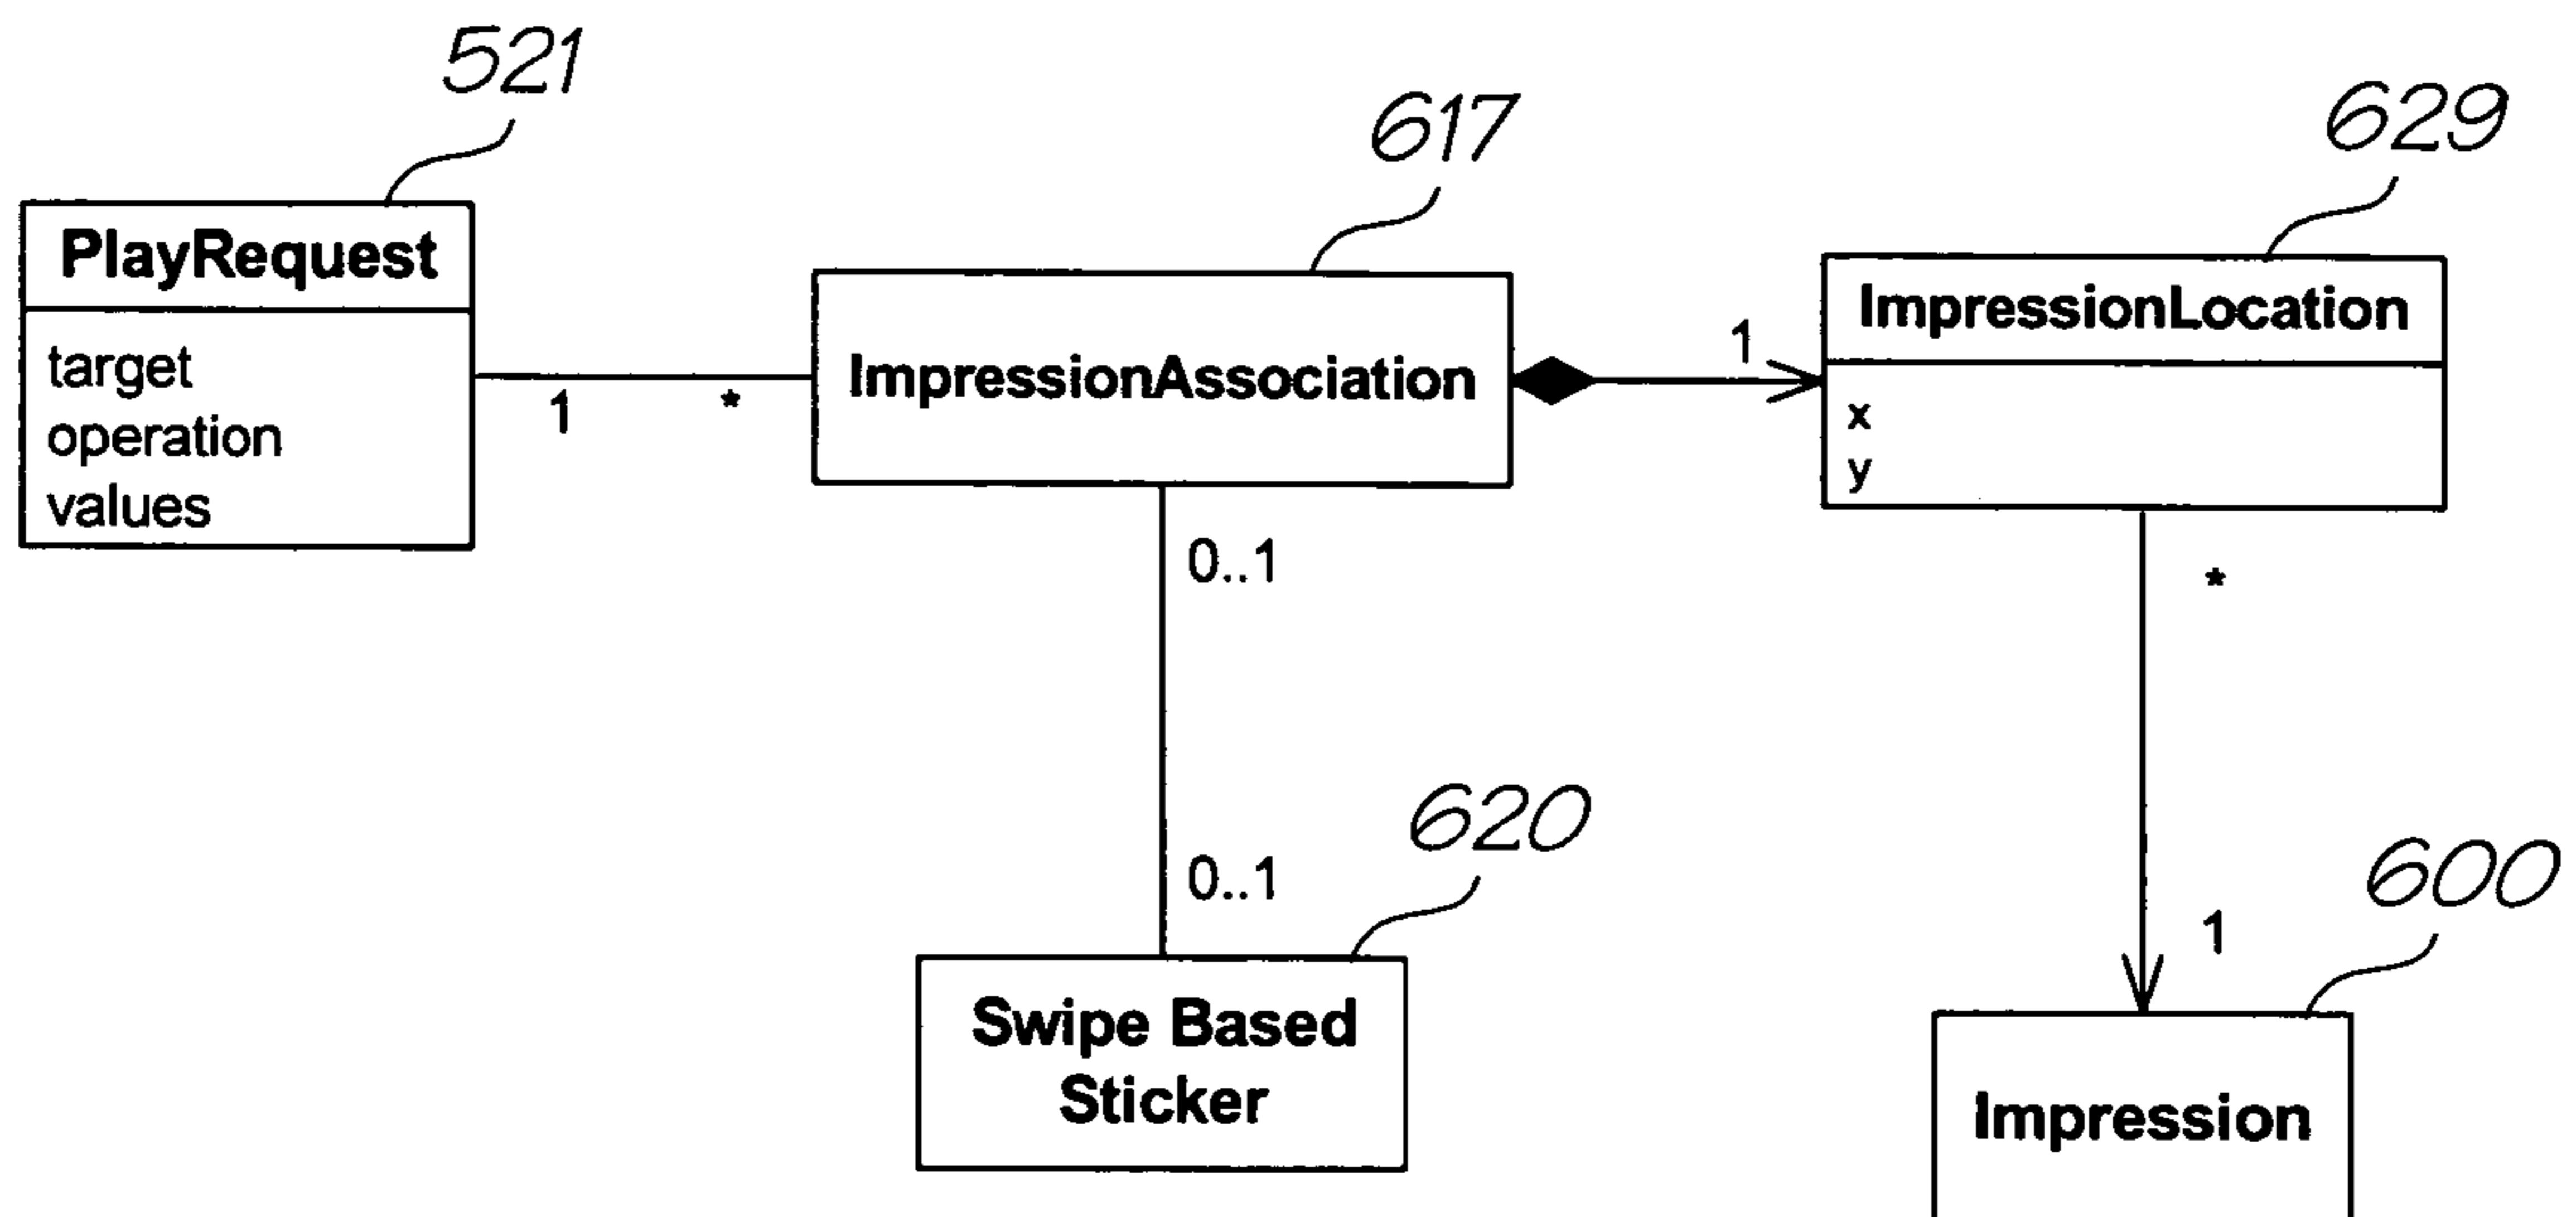 521
617
629
PlayRequest
target
operation
values
1
*
ImpressionAssociation
1
ImpressionLocation
x
y
0..1
0..1
*
1
620
Swipe Based
Sticker
600
Impression